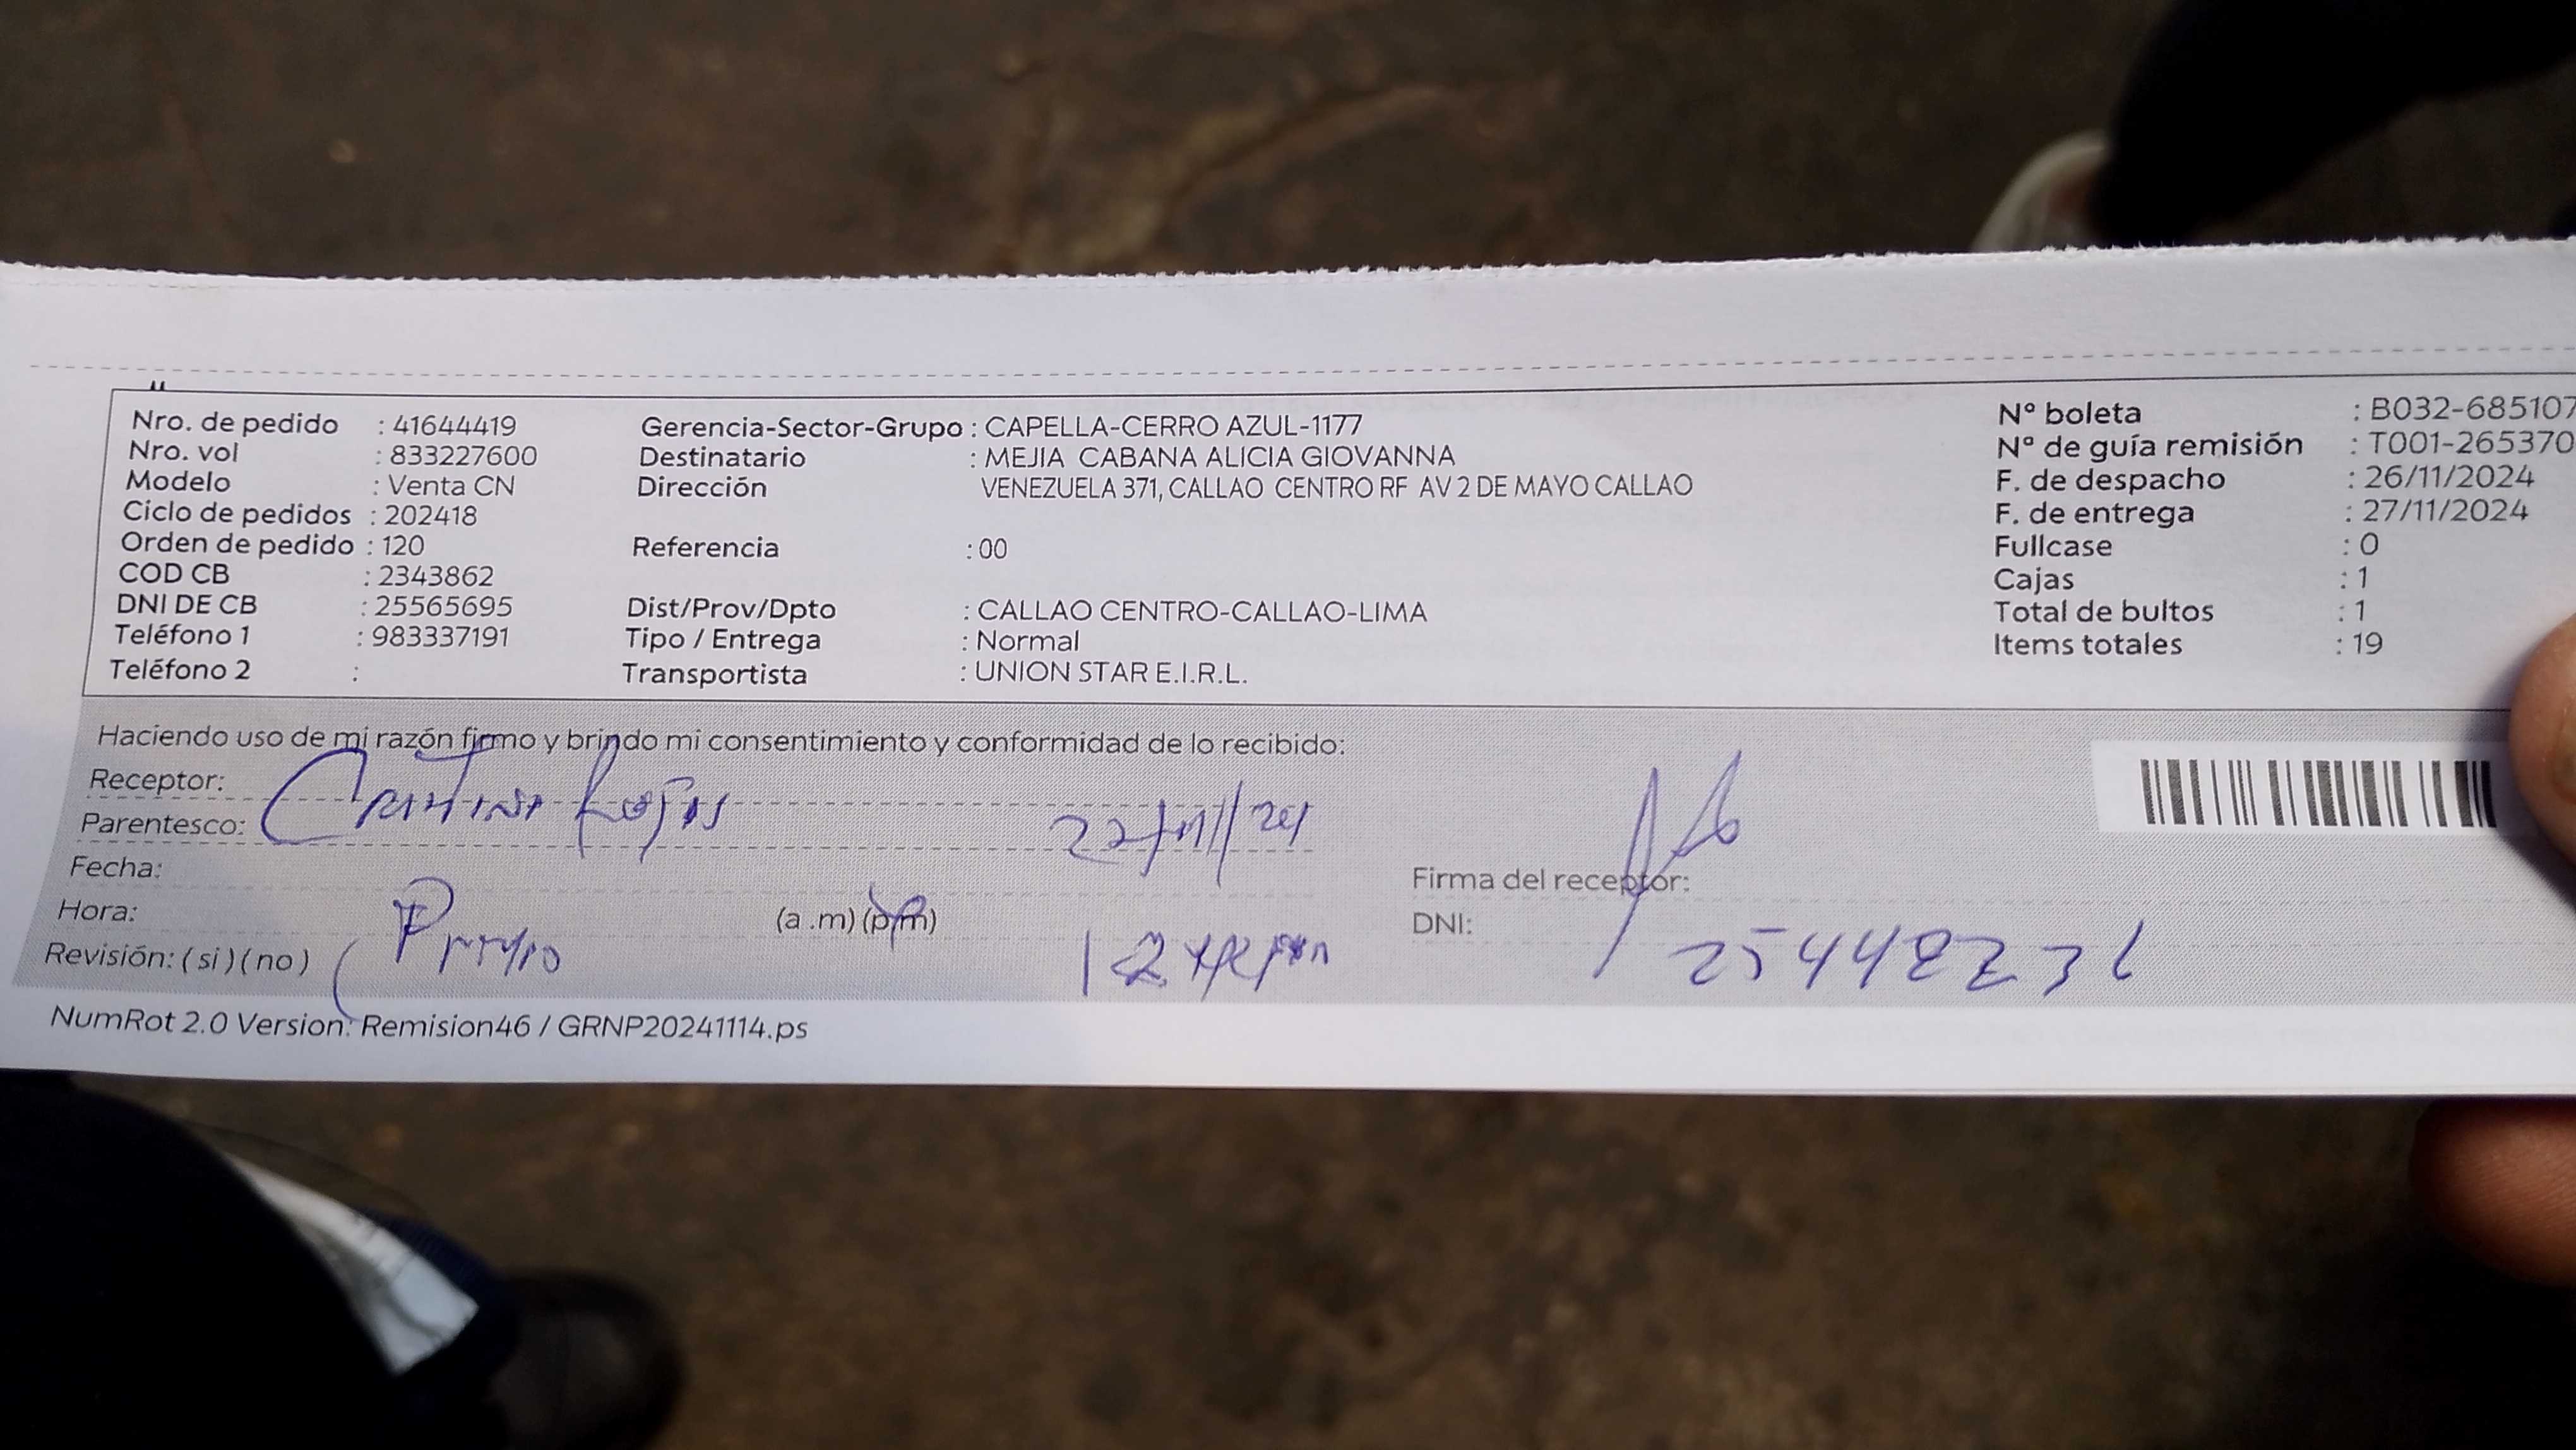 Nro. de pedido : 41644419
Nro. vol : 833227600
Modelo : Venta CN
Ciclo de pedidos : 202418
Orden de pedido : 120
COD CB : 2343862
DNI DE CB : 25565695
Teléfono 1 : 983337191
Teléfono 2 :
Gerencia-Sector-Grupo : CAPELLA-CERRO AZUL-1177
Destinatario : MEJIA CABANA ALICIA GIOVANNA
Dirección VENEZUELA 371, CALLAO CENTRO RF AV 2 DE MAYO CALLAO
Referencia : 00
Dist/Prov/Dpto : CALLAO CENTRO-CALLAO-LIMA
Tipo / Entrega : Normal
Transportista : UNION STAR E.I.R.L.
Nº boleta : B032-685107
Nº de guía remisión : T001-265370
F. de despacho : 26/11/2024
F. de entrega : 27/11/2024
Fullcase : 0
Cajas : 1
Total de bultos : 1
Items totales : 19
Haciendo uso de mi razón firmo y brindo mi consentimiento y conformidad de lo recibido:
Receptor:
Parentesco: Rojas
Fecha:
Hora: (a .m) (p.m)
Revisión: ( si ) ( no )
Firma del receptor:
DNI:
NumRot 2.0 Version: Remision46 / GRNP20241114.ps